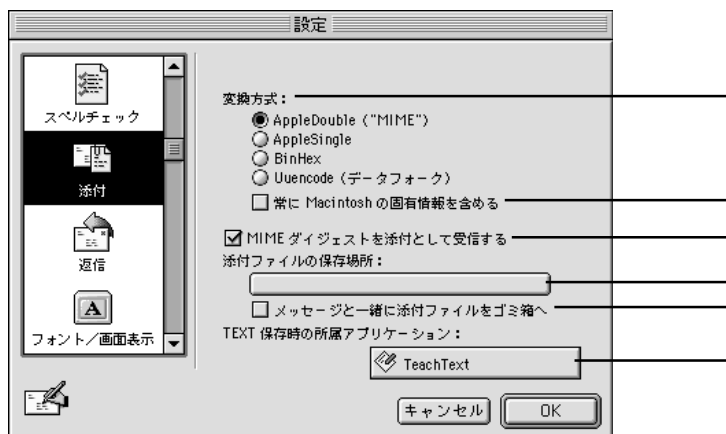 設定
スペルチェック
添付
返信
フォント／画面表示
変換方式：
AppleDouble ("MIME")
AppleSingle
BinHex
Uuencode（データフォーク）
常に Macintosh の固有情報を含める
MIME ダイジェストを添付として受信する
添付ファイルの保存場所：
メッセージと一緒に添付ファイルをゴミ箱へ
TEXT 保存時の所属アプリケーション：
TeachText
キャンセル
OK